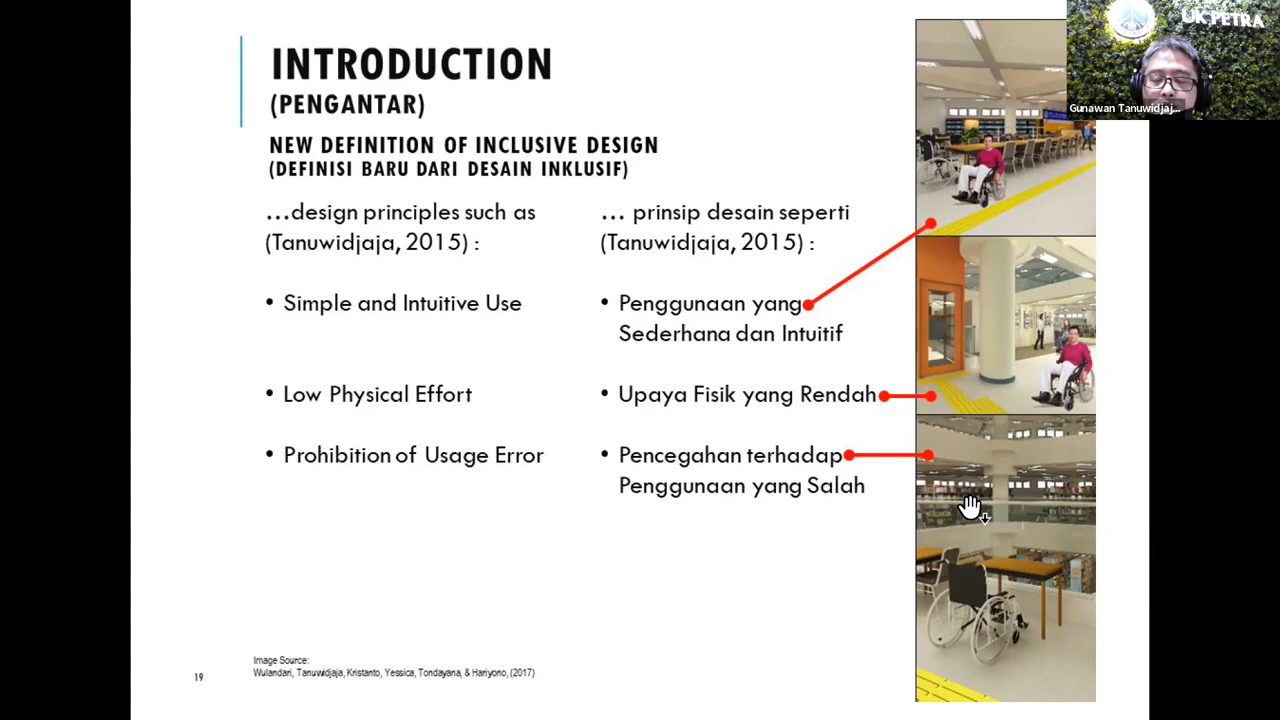 UK PETRA
Gunawan Tanuwidjaj...
INTRODUCTION
(PENGANTAR)
NEW DEFINITION OF INCLUSIVE DESIGN
(DEFINISI BARU DARI DESAIN INKLUSIF)
...design principles such as
(Tanuwidjaja, 2015) :
• Simple and Intuitive Use
• Low Physical Effort
• Prohibition of Usage Error
... prinsip desain seperti
(Tanuwidjaja, 2015) :
• Penggunaan yang
Sederhana dan Intuitif
• Upaya Fisik yang Rendah
• Pencegahan terhadap
Penggunaan yang Salah
Image Source:
Wulandari, Tanuwidjaja, Kristanto, Yessica, Tondayana, & Hariyono, (2017)
19